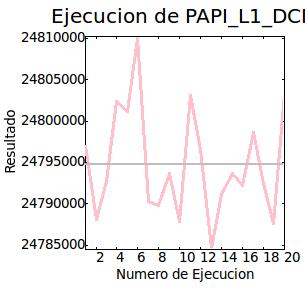 Ejecucion de PAPI_L1_DC
24810000
24805000
24800000
24795000
24790000
24785000
Resultado
2 4 6 8 10 12 14 16 18 20
Numero de Ejecucion